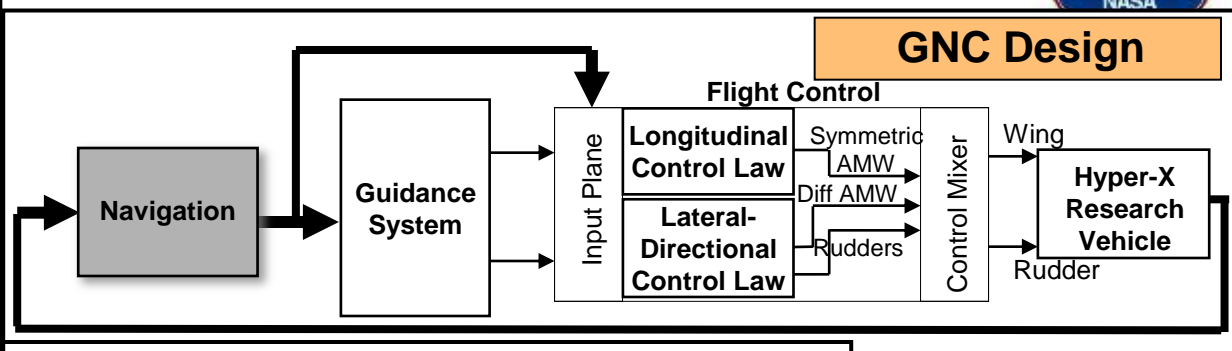 NASA
GNC Design
Flight Control
Navigation
Guidance
System
Input Plane
Longitudinal
Control Law
Lateral-
Directional
Control Law
Symmetric
AMW
Diff AMW
Rudders
Control Mixer
Wing
Rudder
Hyper-X
Research
Vehicle